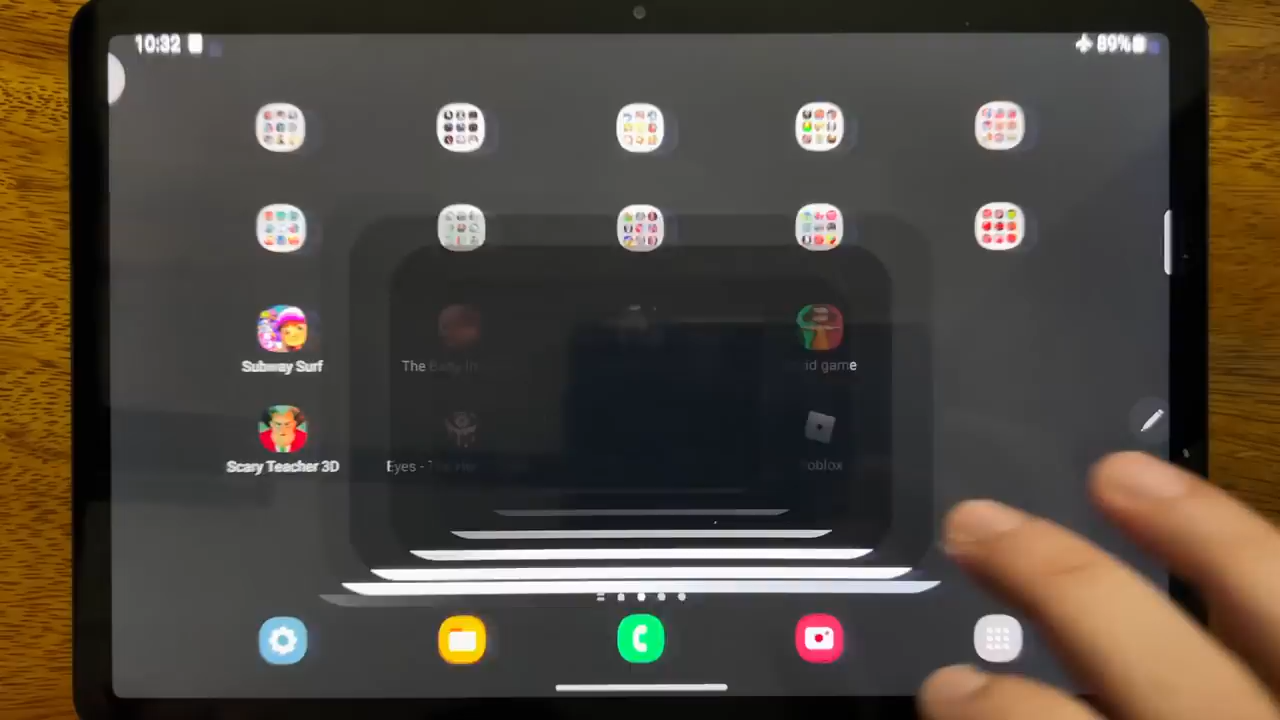 10:32 89%
Subway Surf The Baby In id game
Scary Teacher 3D Eyes - oblox